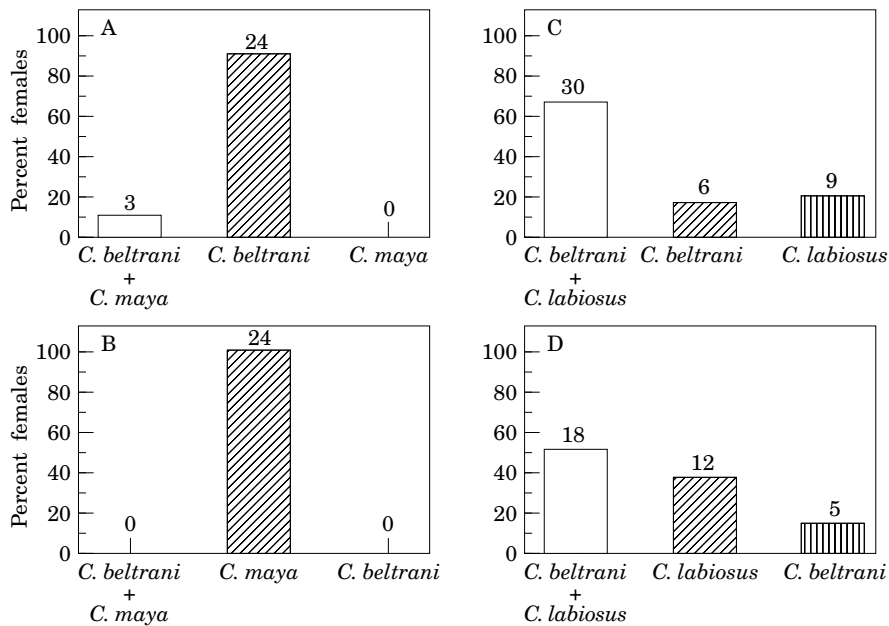 A
Percent females
100
80
60
40
20
0
3
24
0
C. beltrani
+
C. maya
C. beltrani
C. maya
C
100
80
60
40
20
0
30
6
9
C. beltrani
+
C. labiosus
C. beltrani
C. labiosus
B
Percent females
100
80
60
40
20
0
0
24
0
C. beltrani
+
C. maya
C. maya
C. beltrani
D
100
80
60
40
20
0
18
12
5
C. beltrani
+
C. labiosus
C. labiosus
C. beltrani